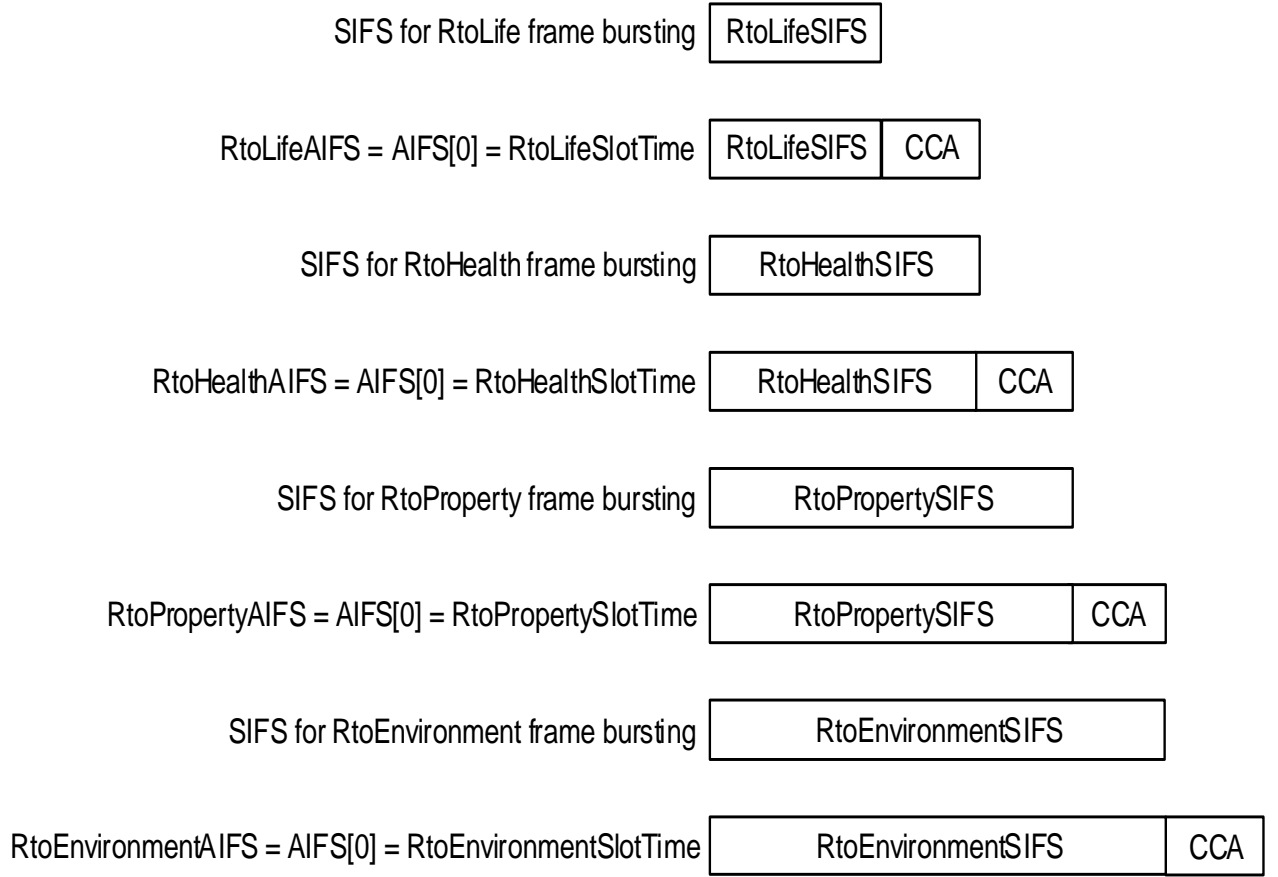 SIFS for RtoLife frame bursting RtoLifeSIFS
RtoLifeAIFS = AIFS[0] = RtoLifeSlotTime RtoLifeSIFS CCA
SIFS for RtoHealth frame bursting RtoHealthSIFS
RtoHealthAIFS = AIFS[0] = RtoHealthSlotTime RtoHealthSIFS CCA
SIFS for RtoProperty frame bursting RtoPropertySIFS
RtoPropertyAIFS = AIFS[0] = RtoPropertySlotTime RtoPropertySIFS CCA
SIFS for RtoEnvironment frame bursting RtoEnvironmentSIFS
RtoEnvironmentAIFS = AIFS[0] = RtoEnvironmentSlotTime RtoEnvironmentSIFS CCA